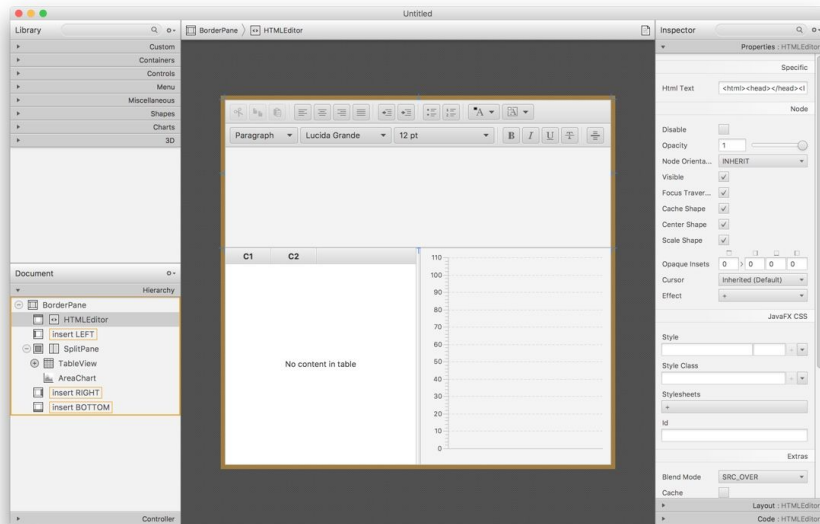 Untitled
Library
Custom
Containers
Controls
Menu
Miscellaneous
Shapes
Charts
3D
Document
Hierarchy
BorderPane
HTMLEditor
insert LEFT
SplitPane
TableView
AreaChart
insert RIGHT
insert BOTTOM
Controller
BorderPane HTMLEditor
A A
Paragraph Lucida Grande 12 pt B I U T
C1 C2
No content in table
110
100
90
80
70
60
50
40
30
20
10
0
Inspector
Properties : HTMLEditor
Specific
Html Text <html><head></head><l
Node
Disable
Opacity 1
Node Orienta... INHERIT
Visible
Focus Traver...
Cache Shape
Center Shape
Scale Shape
Opaque Insets 0 0 0 0
Cursor Inherited (Default)
Effect +
JavaFX CSS
Style
+
Style Class
+
Stylesheets
+
Id
Extras
Blend Mode SRC_OVER
Cache
Layout : HTMLEditor
Code : HTMLEditor